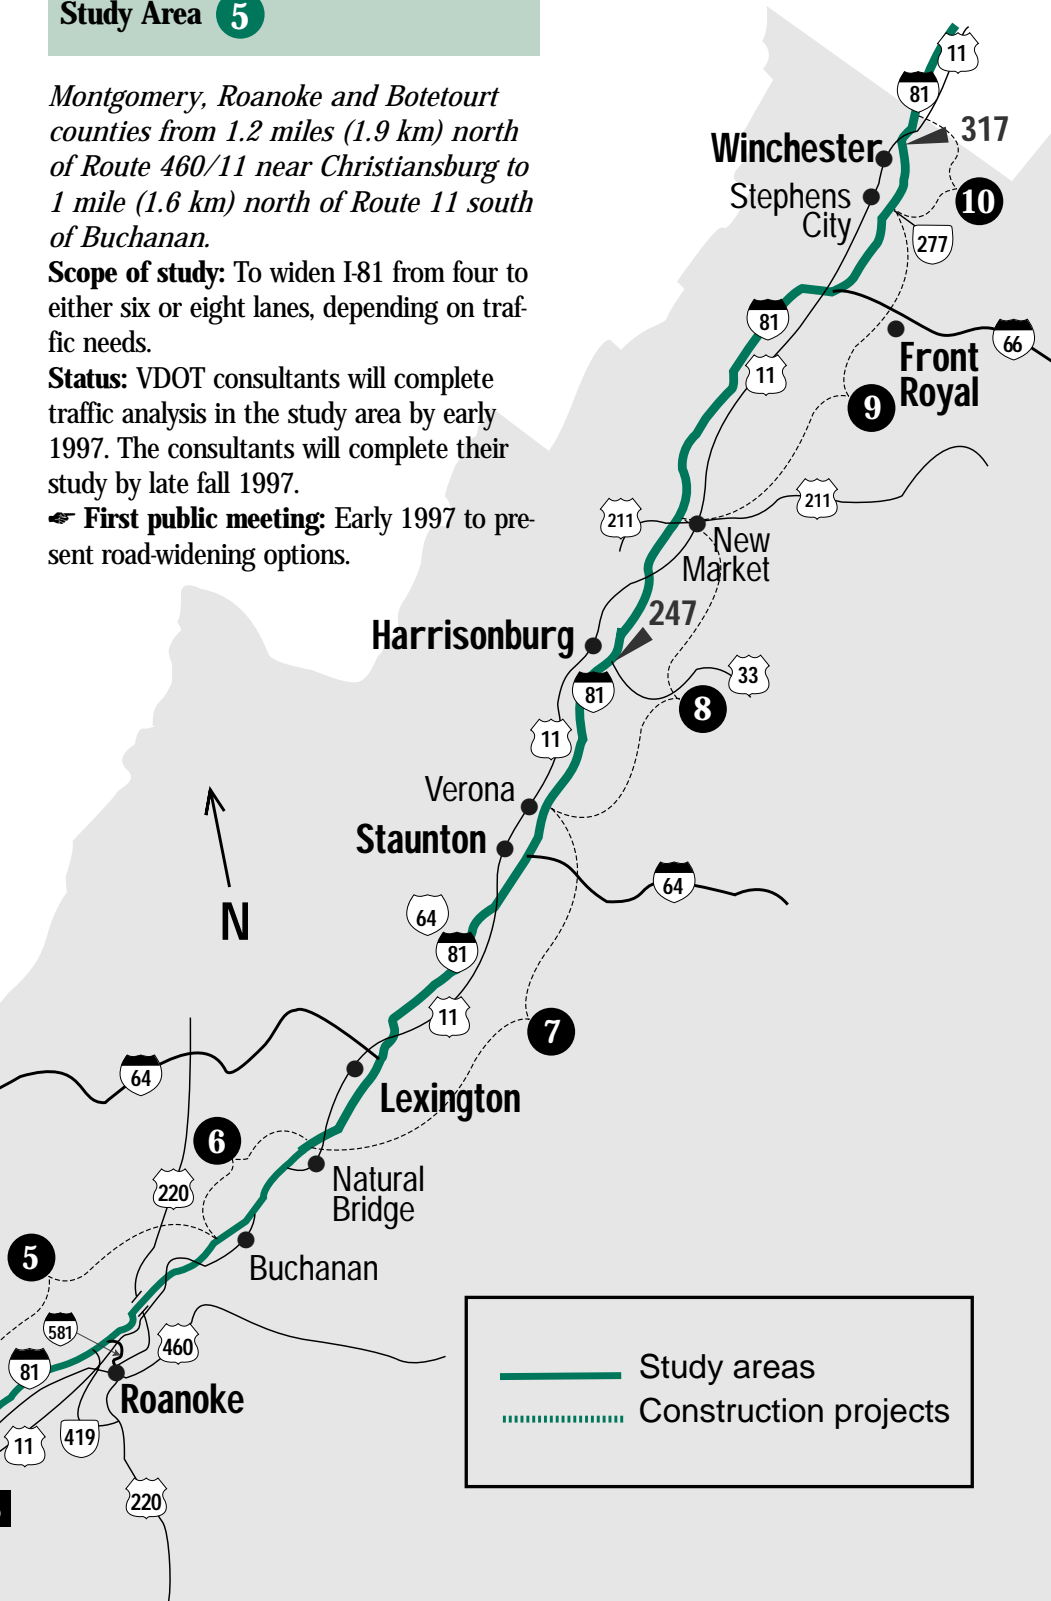 Study Area 5
Montgomery, Roanoke and Botetourt
counties from 1.2 miles (1.9 km) north
of Route 460/11 near Christiansburg to
1 mile (1.6 km) north of Route 11 south
of Buchanan.
Scope of study: To widen I-81 from four to
either six or eight lanes, depending on traf-
fic needs.
Status: VDOT consultants will complete
traffic analysis in the study area by early
1997. The consultants will complete their
study by late fall 1997.
☛ First public meeting: Early 1997 to pre-
sent road-widening options.
11
81
317
Winchester
Stephens
City
10
277
81
66
Front
Royal
11
9
211
211
New
Market
247
Harrisonburg
33
81
8
11
Verona
Staunton
64
64
81
N
11
7
64
Lexington
6
Natural
Bridge
220
5
Buchanan
581
460
81
Roanoke
419
11
220
Study areas
Construction projects